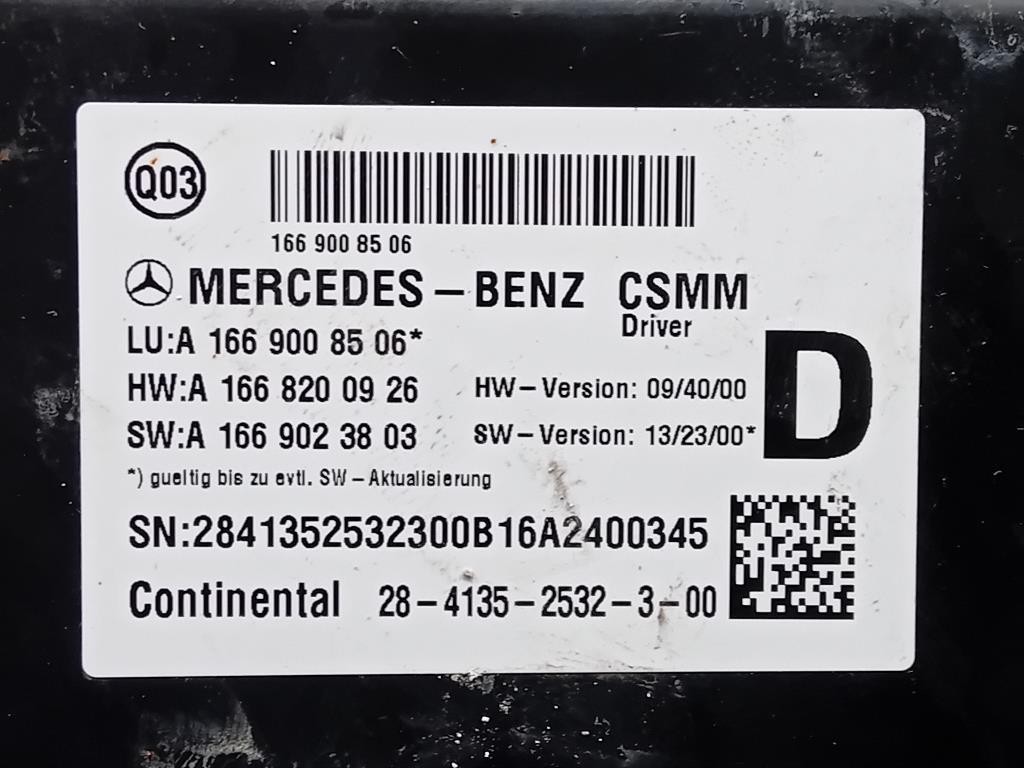 Q03
166 900 85 06
MERCEDES-BENZ CSMM
Driver
LU:A 166 900 85 06*
HW:A 166 820 09 26 HW-Version: 09/40/00
SW:A 166 902 38 03 SW-Version: 13/23/00*
D
*) gueltig bis zu evtl. SW-Aktualisierung
SN:2841352532300B16A2400345
Continental 28-4135-2532-3-00